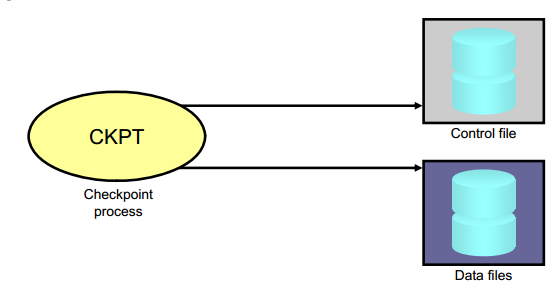 CKPT
Checkpoint
process
Control file
Data files